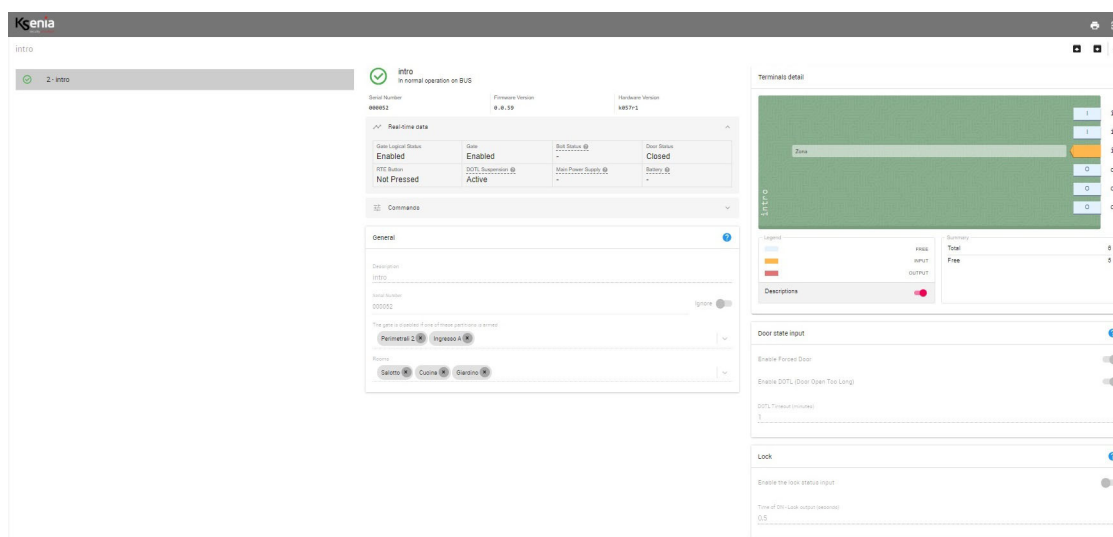 Ksenia
intro
2 - intro
intro
In normal operation on BUS
Serial Number
000052
Firmware Version
0.0.59
Hardware Version
k057r1
Real-time data
Gate Logical Status
Enabled
Gate
Enabled
Bolt Status
-
Door Status
Closed
RTE Button
Not Pressed
DOTL Suspension
Active
Main Power Supply
-
Battery
-
Commands
General
?
Description
Intro
Serial Number
000052
Ignore
The gate is disabled if one of these partitions is armed
Perimetrali 2
Ingresso A
Rooms
Salotto
Cucina
Giardino
Terminals detail
intro
Zona
I
I
O
O
O
Legend
FREE
INPUT
OUTPUT
Descriptions
Summary
Total
6
Free
5
Door state input
Enable Forced Door
Enable DOTL (Door Open Too Long)
DOTL Timeout (minutes)
1
Lock
Enable the lock status input
Time of ON - Lock output (seconds)
0.5